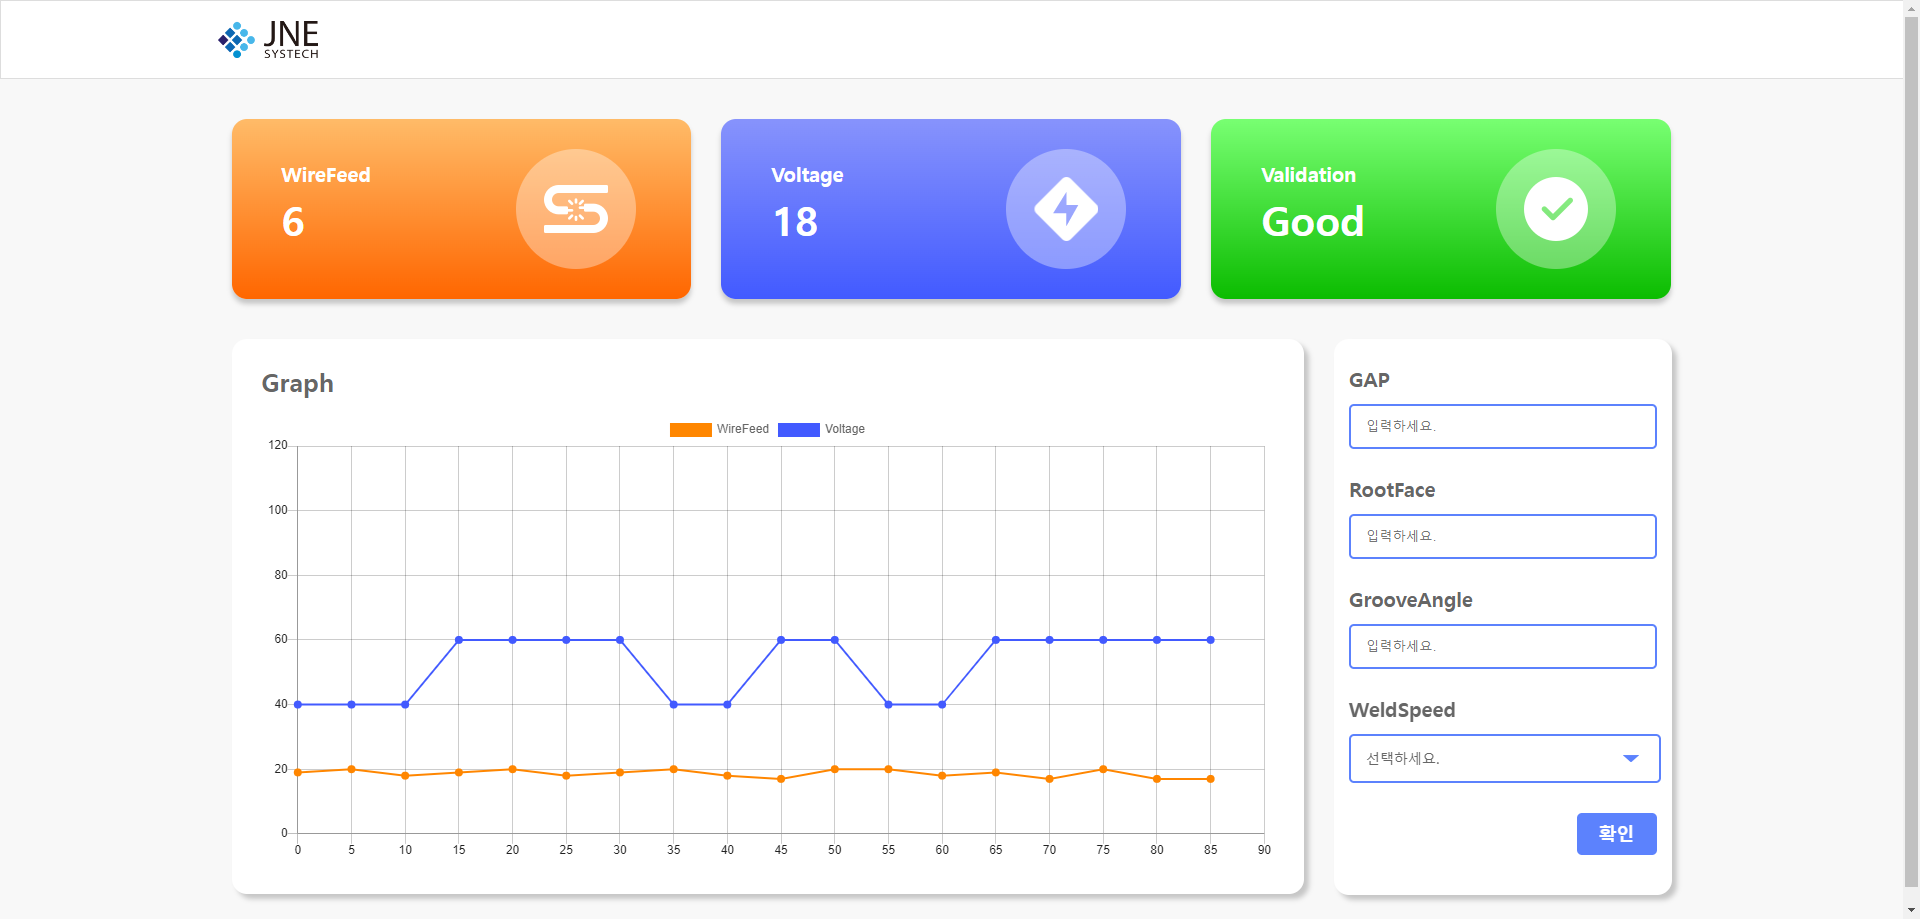 JNE
SYSTECH
WireFeed
6
Voltage
18
Validation
Good
Graph
WireFeed Voltage
120
100
80
60
40
20
0
0 5 10 15 20 25 30 35 40 45 50 55 60 65 70 75 80 85 90
GAP
입력하세요.
RootFace
입력하세요.
GrooveAngle
입력하세요.
WeldSpeed
선택하세요.
확인